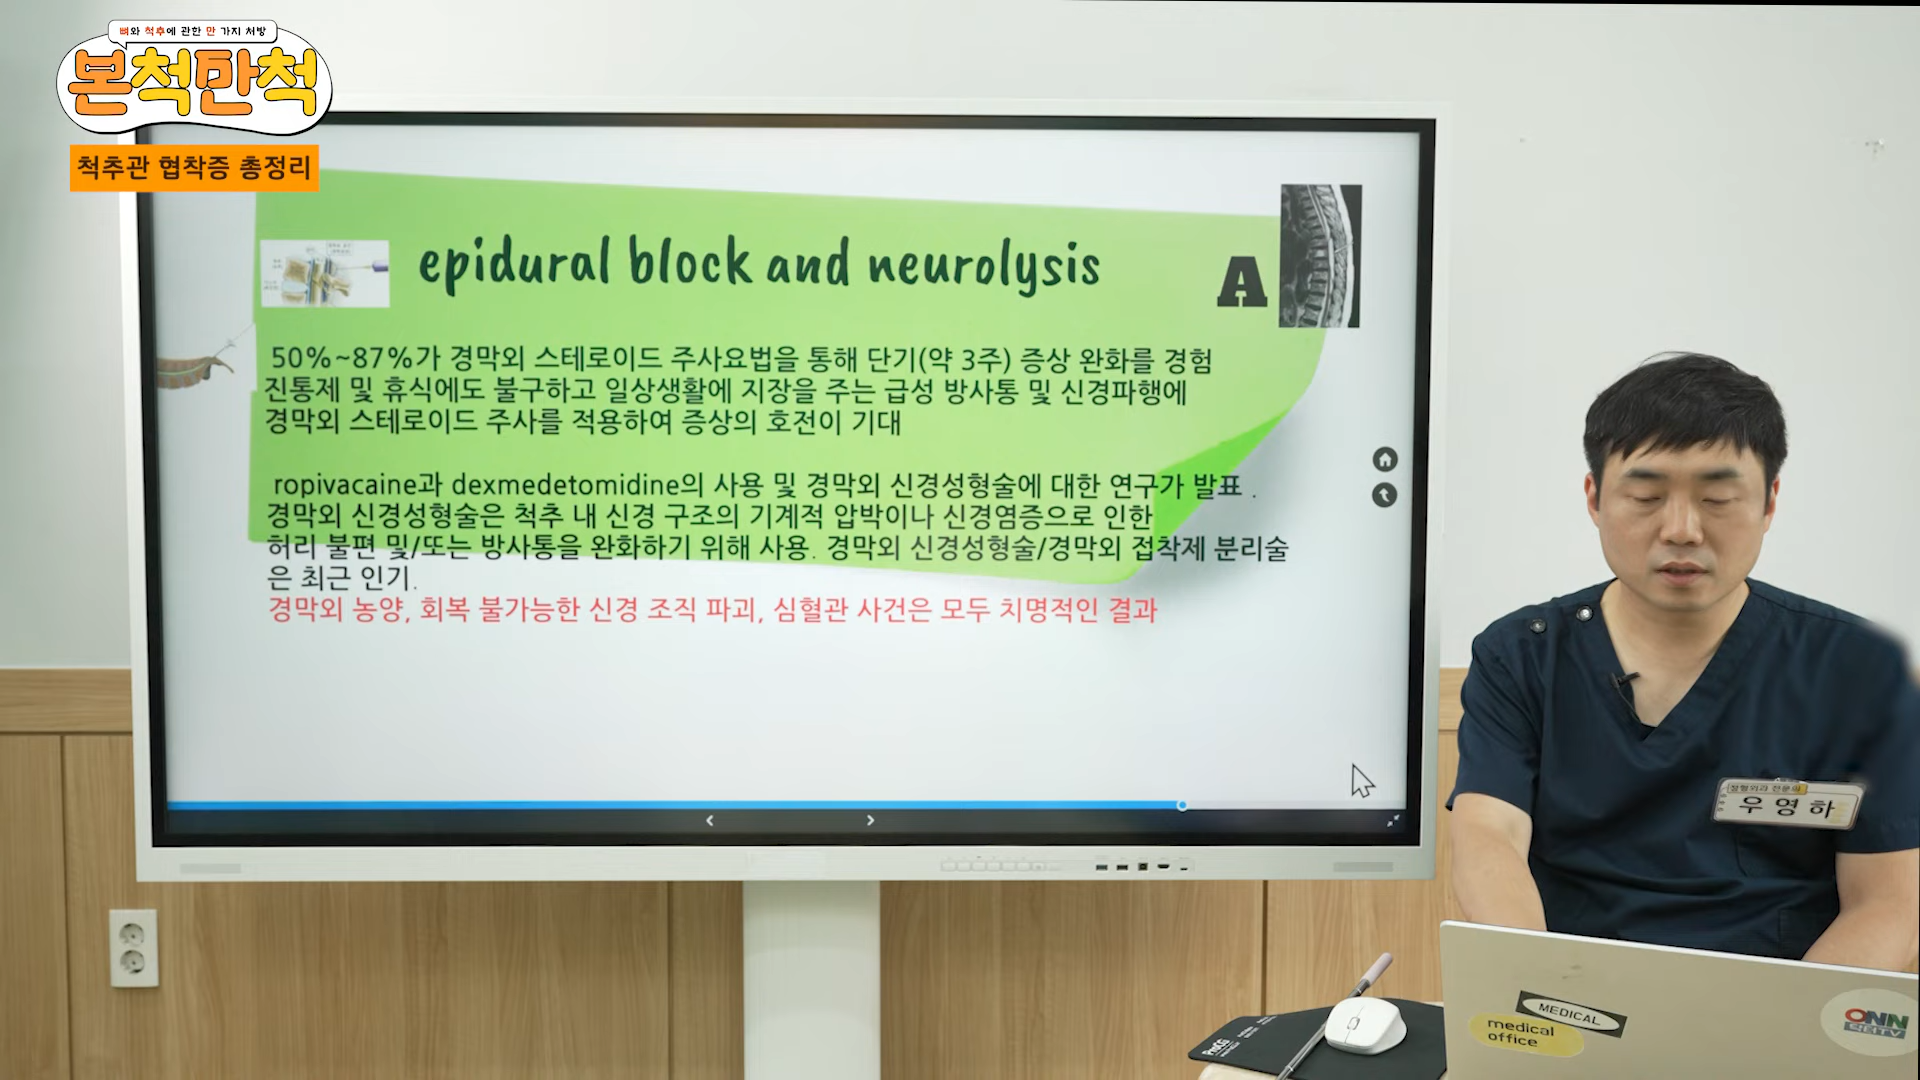 뼈와 척추에 관한 만 가지 처방
본척만척
척추관 협착증 총정리
epidural block and neurolysis
A
50%~87%가 경막외 스테로이드 주사요법을 통해 단기(약 3주) 증상 완화를 경험
진통제 및 휴식에도 불구하고 일상생활에 지장을 주는 급성 방사통 및 신경파행에
경막외 스테로이드 주사를 적용하여 증상의 호전이 기대
ropivacaine과 dexmedetomidine의 사용 및 경막외 신경성형술에 대한 연구가 발표 .
경막외 신경성형술은 척추 내 신경 구조의 기계적 압박이나 신경염증으로 인한
허리 불편 및/또는 방사통을 완화하기 위해 사용. 경막외 신경성형술/경막외 접착제 분리술
은 최근 인기.
경막외 농양, 회복 불가능한 신경 조직 파괴, 심혈관 사건은 모두 치명적인 결과
정형외과 전문의
우영하
MEDICAL
medical
office
ONN
닥터TV
ProCG